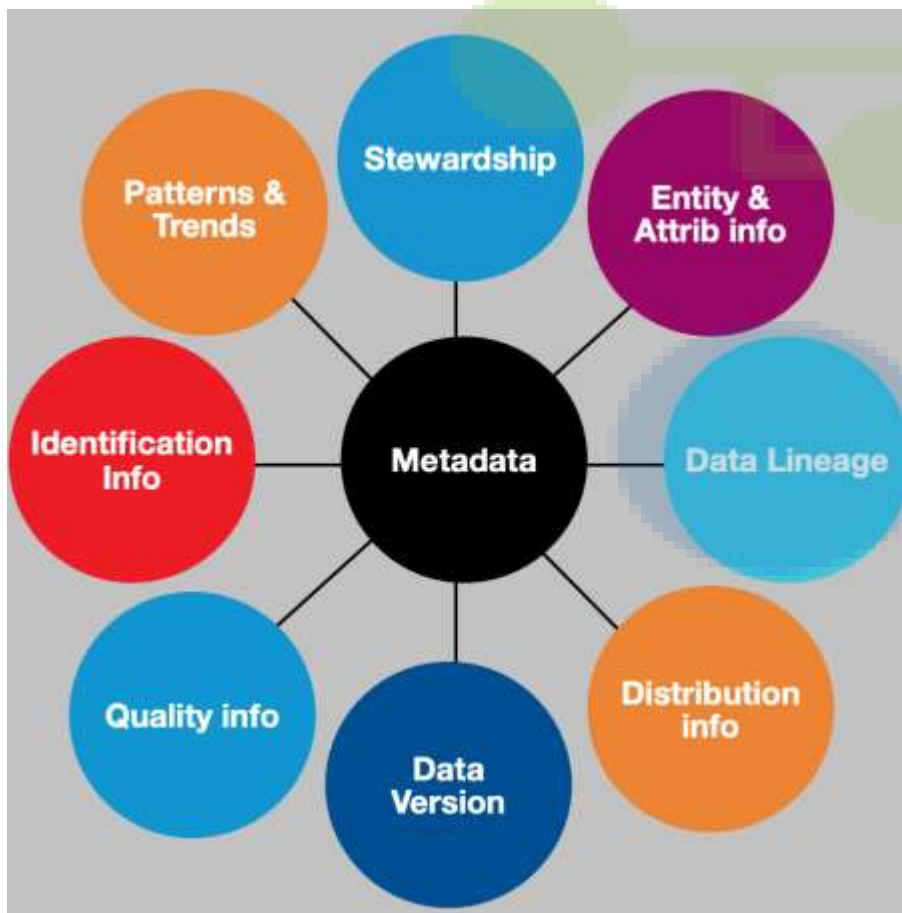 Stewardship
Patterns &
Trends
Entity &
Attrib info
Identification
Info
Metadata
Data Lineage
Quality info
Distribution
info
Data
Version